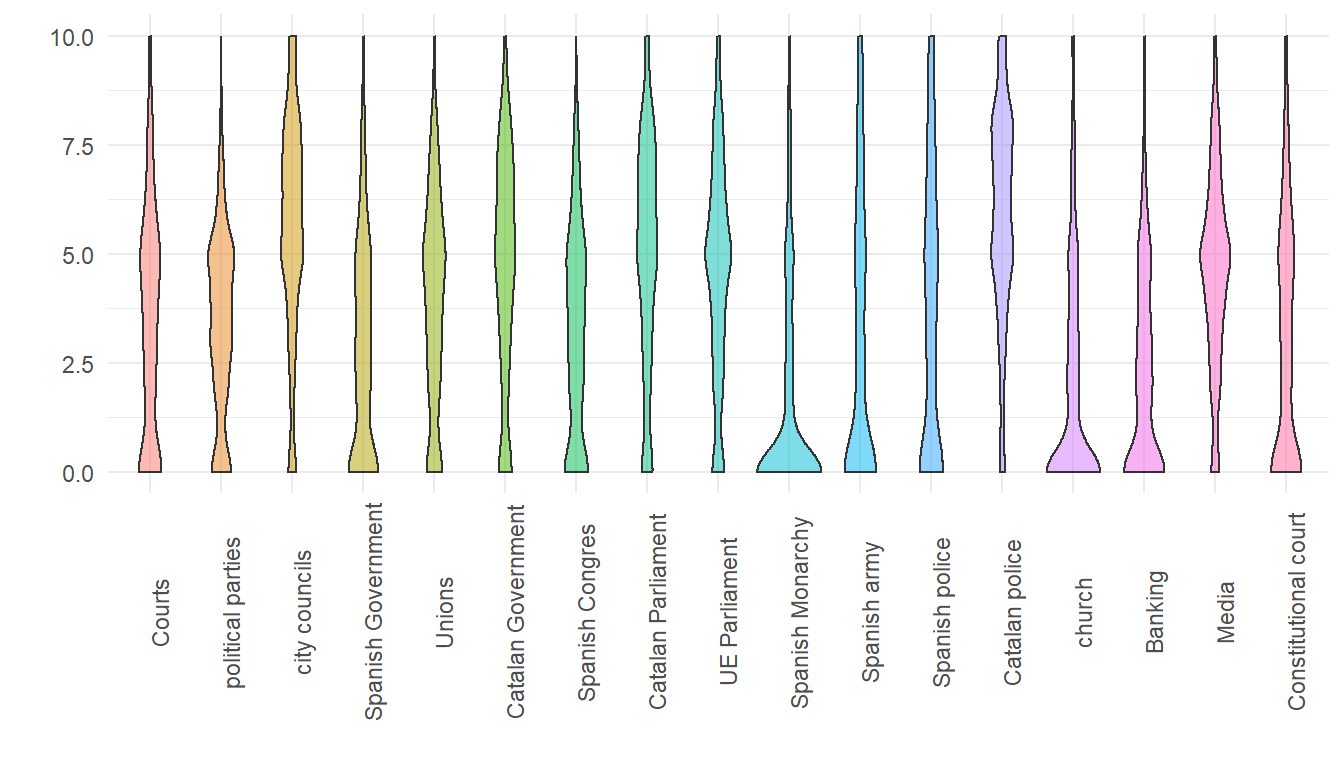 10.0
7.5
5.0
2.5
0.0
Courts
political parties
city councils
Spanish Government
Unions
Catalan Government
Spanish Congres
Catalan Parliament
UE Parliament
Spanish Monarchy
Spanish army
Spanish police
Catalan police
church
Banking
Media
Constitutional court